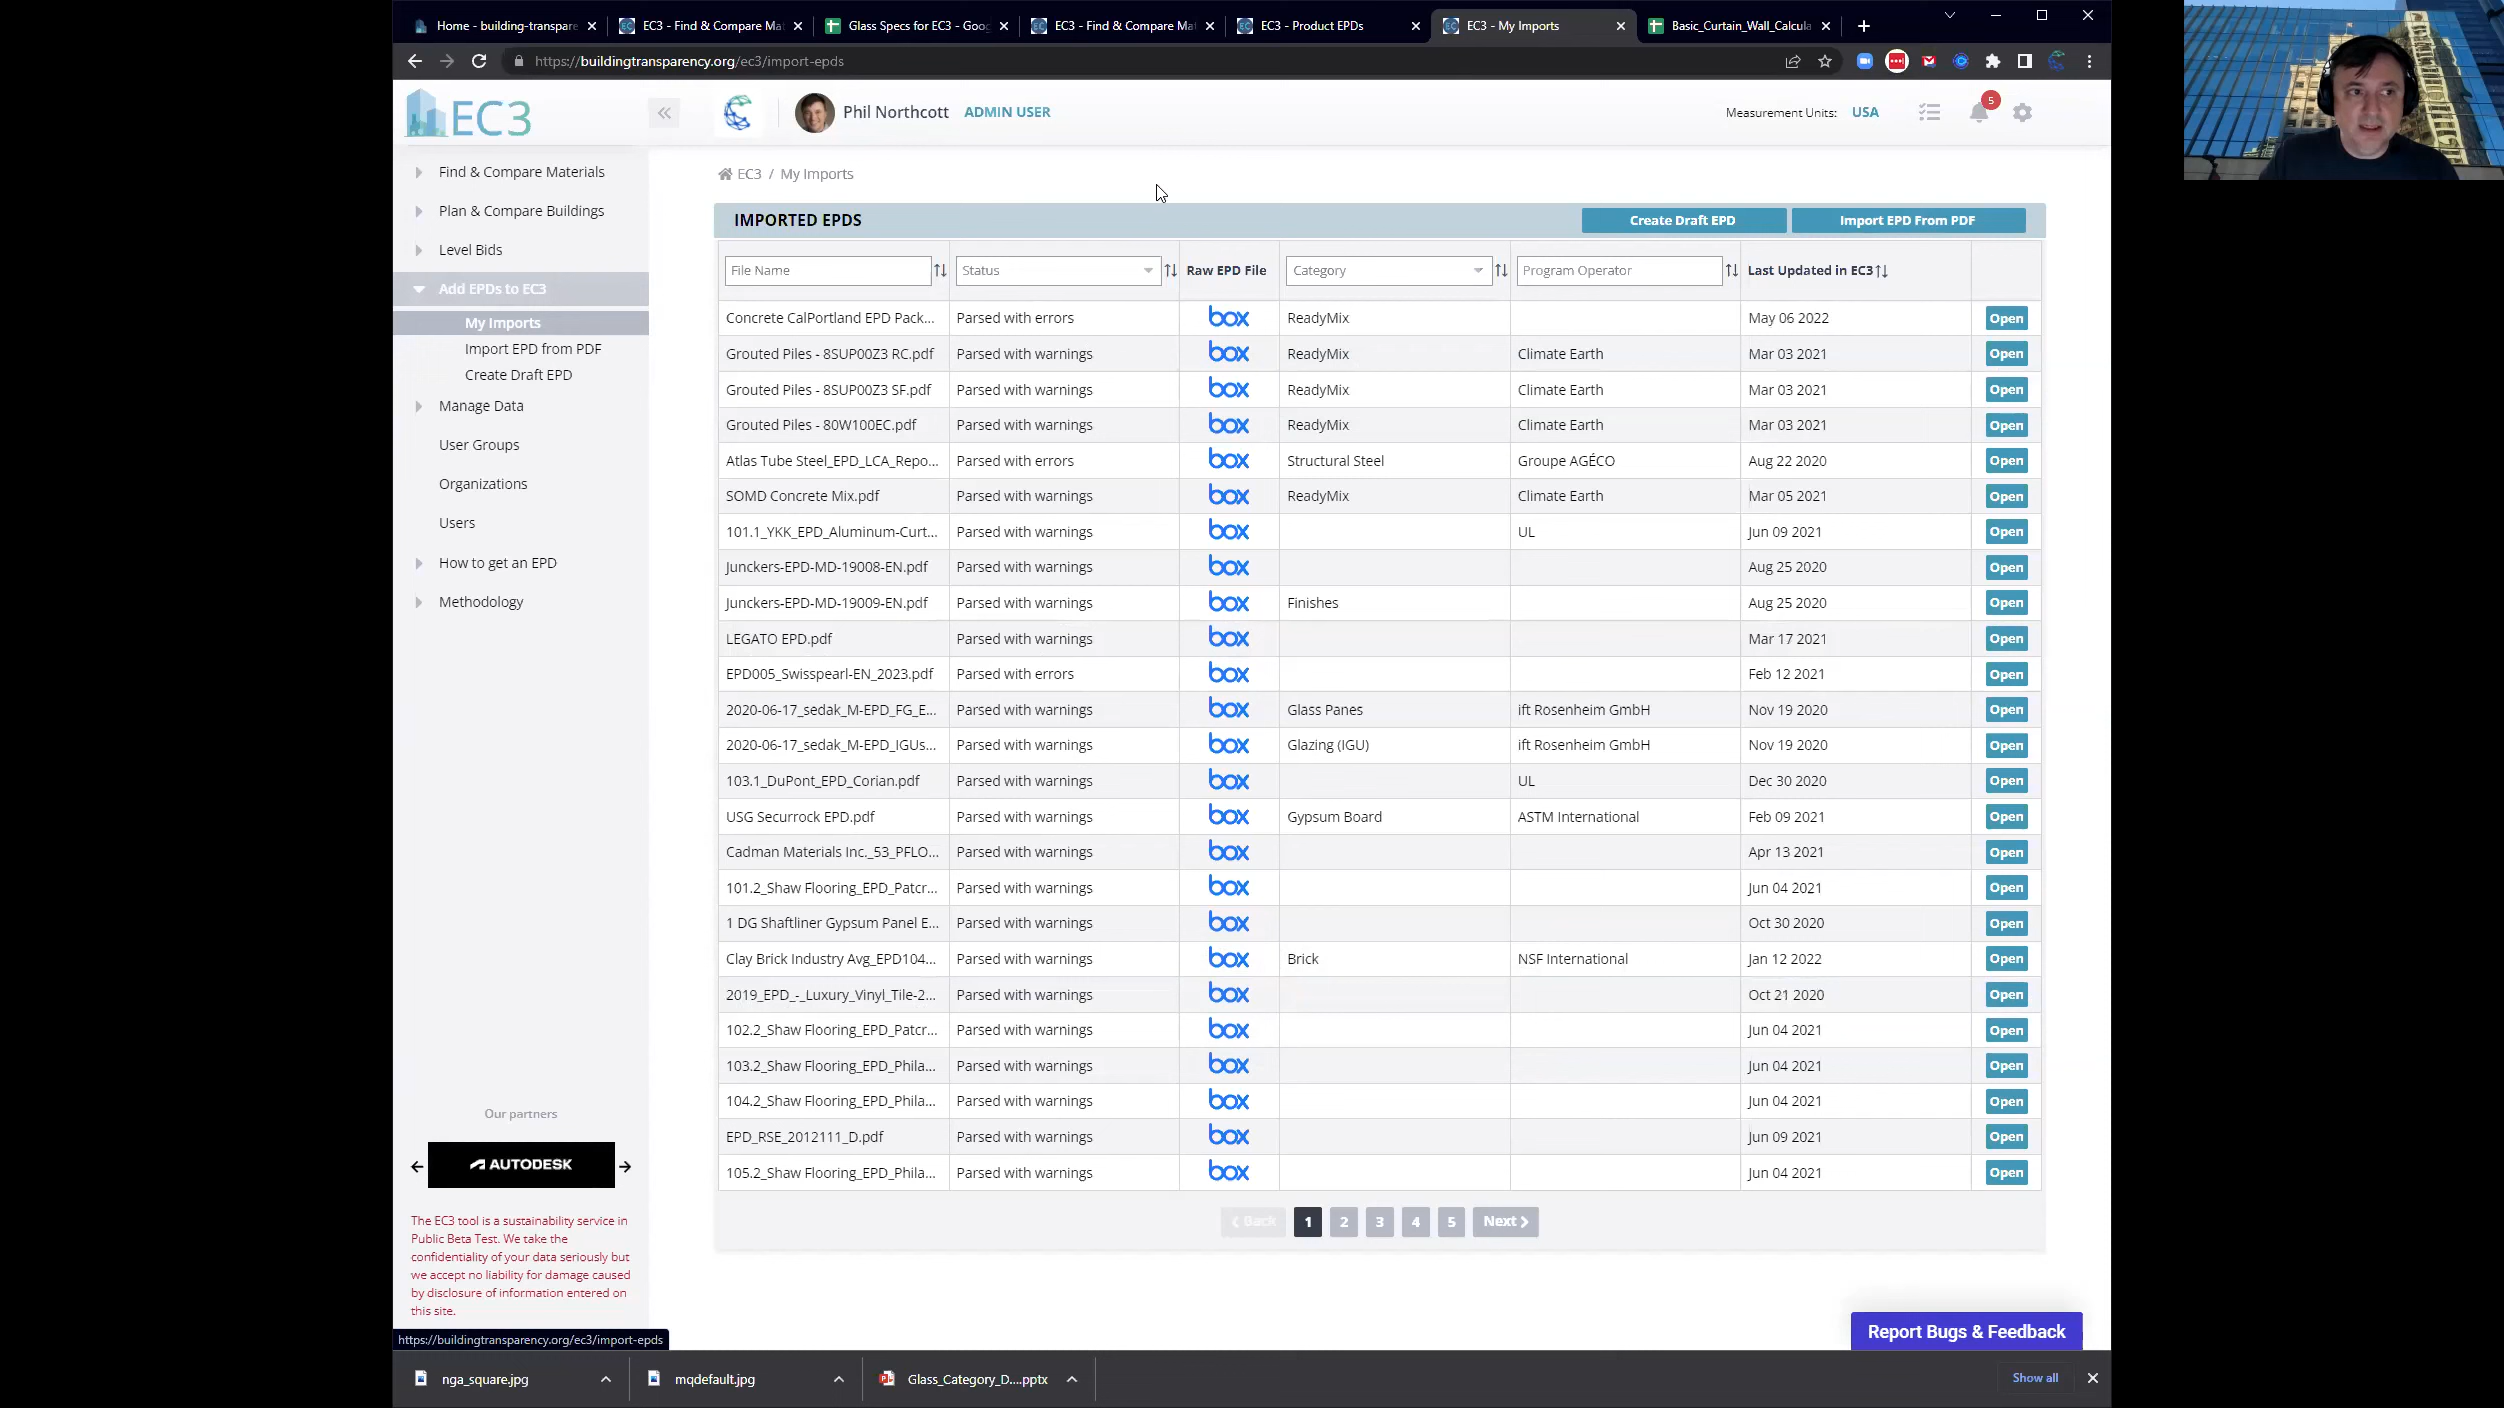 Home - building-transpare
EC3 - Find & Compare Ma
Glass Specs for EC3 - Goog
EC3 - Find & Compare Ma
EC3 - Product EPDs
EC3 - My Imports
Basic_Curtain_Wall_Calcula
https://buildingtransparency.org/ec3/import-epds
EC3
Phil Northcott ADMIN USER
Measurement Units: USA
5
Find & Compare Materials
Plan & Compare Buildings
Level Bids
Add EPDs to EC3
My Imports
Import EPD from PDF
Create Draft EPD
Manage Data
User Groups
Organizations
Users
How to get an EPD
Methodology
EC3 / My Imports
IMPORTED EPDS Create Draft EPD Import EPD From PDF
File Name Status Raw EPD File Category Program Operator Last Updated in EC3
Concrete CalPortland EPD Pack... Parsed with errors box ReadyMix May 06 2022 Open
Grouted Piles - 8SUP00Z3 RC.pdf Parsed with warnings box ReadyMix Climate Earth Mar 03 2021 Open
Grouted Piles - 8SUP00Z3 SF.pdf Parsed with warnings box ReadyMix Climate Earth Mar 03 2021 Open
Grouted Piles - 80W100EC.pdf Parsed with warnings box ReadyMix Climate Earth Mar 03 2021 Open
Atlas Tube Steel_EPD_LCA_Repo... Parsed with errors box Structural Steel Groupe AGÉCO Aug 22 2020 Open
SOMD Concrete Mix.pdf Parsed with warnings box ReadyMix Climate Earth Mar 05 2021 Open
101.1_YKK_EPD_Aluminum-Curt... Parsed with warnings box UL Jun 09 2021 Open
Junckers-EPD-MD-19008-EN.pdf Parsed with warnings box Aug 25 2020 Open
Junckers-EPD-MD-19009-EN.pdf Parsed with warnings box Finishes Aug 25 2020 Open
LEGATO EPD.pdf Parsed with warnings box Mar 17 2021 Open
EPD005_Swisspearl-EN_2023.pdf Parsed with errors box Feb 12 2021 Open
2020-06-17_sedak_M-EPD_FG_E... Parsed with warnings box Glass Panes ift Rosenheim GmbH Nov 19 2020 Open
2020-06-17_sedak_M-EPD_IGUs... Parsed with warnings box Glazing (IGU) ift Rosenheim GmbH Nov 19 2020 Open
103.1_DuPont_EPD_Corian.pdf Parsed with warnings box UL Dec 30 2020 Open
USG Securrock EPD.pdf Parsed with warnings box Gypsum Board ASTM International Feb 09 2021 Open
Cadman Materials Inc._53_PFLO... Parsed with warnings box Apr 13 2021 Open
101.2_Shaw Flooring_EPD_Patcr... Parsed with warnings box Jun 04 2021 Open
1 DG Shaftliner Gypsum Panel E... Parsed with warnings box Oct 30 2020 Open
Clay Brick Industry Avg_EPD104... Parsed with warnings box Brick NSF International Jan 12 2022 Open
2019_EPD_-_Luxury_Vinyl_Tile-2... Parsed with warnings box Oct 21 2020 Open
102.2_Shaw Flooring_EPD_Patcr... Parsed with warnings box Jun 04 2021 Open
103.2_Shaw Flooring_EPD_Phila... Parsed with warnings box Jun 04 2021 Open
104.2_Shaw Flooring_EPD_Phila... Parsed with warnings box Jun 04 2021 Open
EPD_RSE_2012111_D.pdf Parsed with warnings box Jun 09 2021 Open
105.2_Shaw Flooring_EPD_Phila... Parsed with warnings box Jun 04 2021 Open
Back 1 2 3 4 5 Next
Our partners
AUTODESK
The EC3 tool is a sustainability service in
Public Beta Test. We take the
confidentiality of your data seriously but
we accept no liability for damage caused
by disclosure of information entered on
this site.
Report Bugs & Feedback
https://buildingtransparency.org/ec3/import-epds
nga_square.jpg
mqdefault.jpg
Glass_Category_D....pptx
Show all